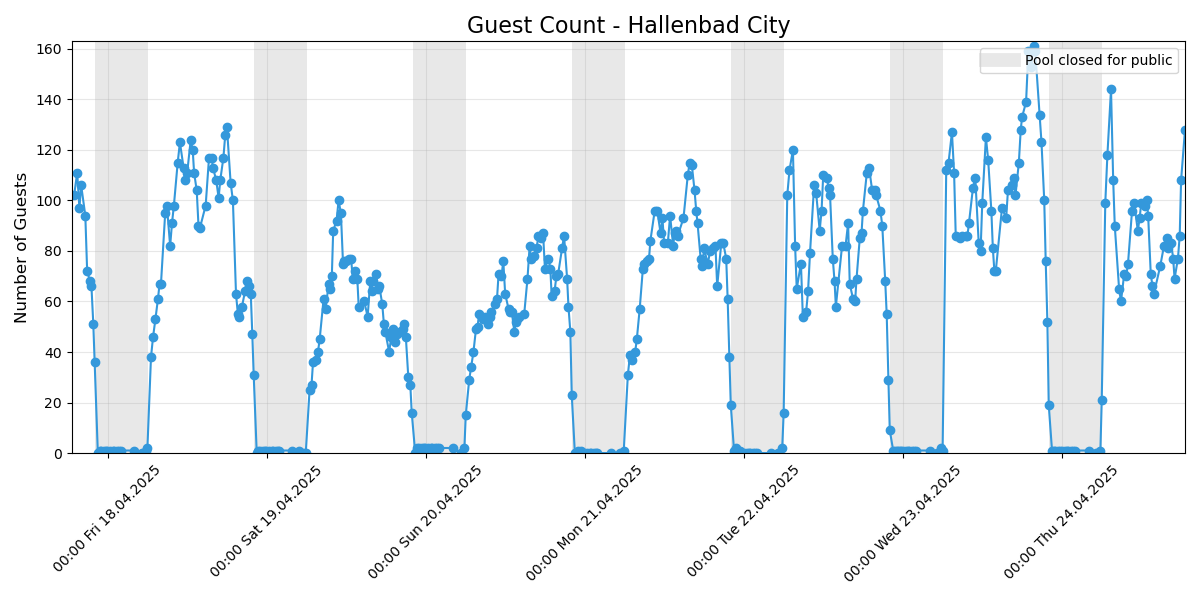 Guest Count - Hallenbad City
Pool closed for public
Number of Guests
160
140
120
100
80
60
40
20
0
00:00 Fri 18.04.2025
00:00 Sat 19.04.2025
00:00 Sun 20.04.2025
00:00 Mon 21.04.2025
00:00 Tue 22.04.2025
00:00 Wed 23.04.2025
00:00 Thu 24.04.2025